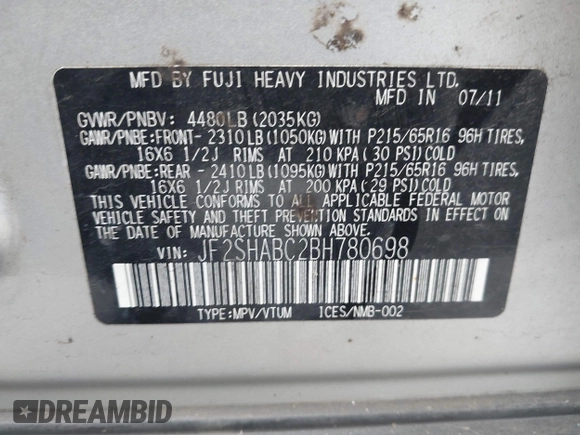 MFD BY FUJI HEAVY INDUSTRIES LTD.
MFD IN 07/11
GVWR/PNBV: 4480LB (2035KG)
GAWR/PNBE:FRONT- 2310 LB (1050KG) WITH P215/65R16 96H TIRES,
16X6 1/2J RIMS AT 210 KPA (30 PSI) COLD
GAWR/PNBE:REAR - 2410 LB (1095KG) WITH P215/65R16 96H TIRES,
16X6 1/2J RIMS AT 200 KPA (29 PSI) COLD
THIS VEHICLE CONFORMS TO ALL APPLICABLE FEDERAL MOTOR
VEHICLE SAFETY AND THEFT PREVENTION STANDARDS IN EFFECT ON
THE DATE OF MANUFACTURE SHOWN ABOVE.
VIN: JF2SHABC2BH780698
TYPE:MPV/VTUM ICES/NMB-002
DREAMBID